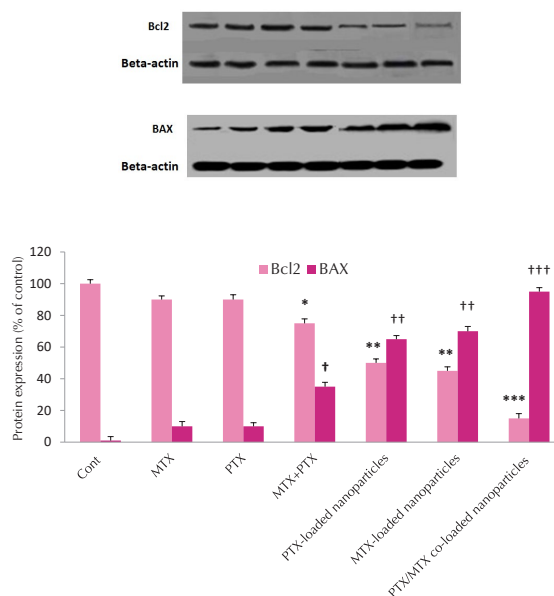 Bcl2
Beta-actin
BAX
Beta-actin
Protein expression (% of control)
120
100
80
60
40
20
0
Bcl2 BAX
*
†
**
††
**
††
***
†††
Cont
MTX
PTX
MTX+PTX
PTX-loaded nanoparticles
MTX-loaded nanoparticles
PTX/MTX co-loaded nanoparticles